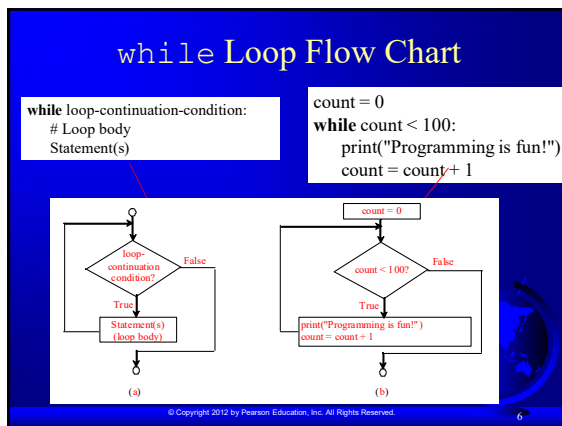 while Loop Flow Chart
while loop-continuation-condition:
# Loop body
Statement(s)
count = 0
while count < 100:
print("Programming is fun!")
count = count + 1
loop-
continuation
condition?
False
True
Statement(s)
(loop body)
(a)
count = 0
count < 100?
False
True
print("Programming is fun!")
count = count + 1
(b)
© Copyright 2012 by Pearson Education, Inc. All Rights Reserved.
6